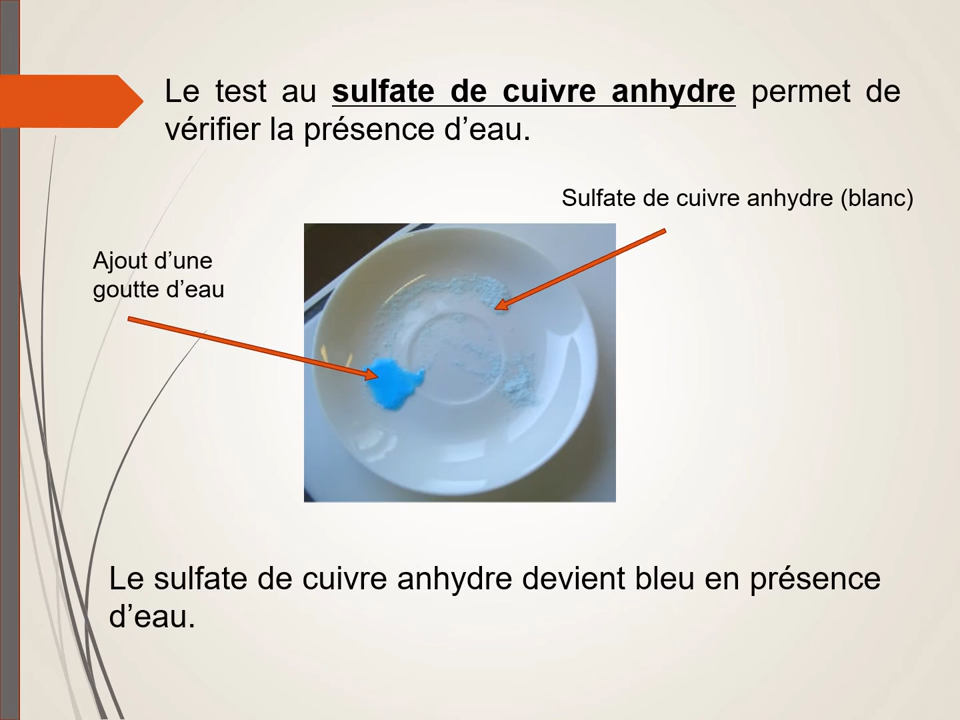 Le test au sulfate de cuivre anhydre permet de
vérifier la présence d’eau.
Sulfate de cuivre anhydre (blanc)
Ajout d’une
goutte d’eau
Le sulfate de cuivre anhydre devient bleu en présence
d’eau.